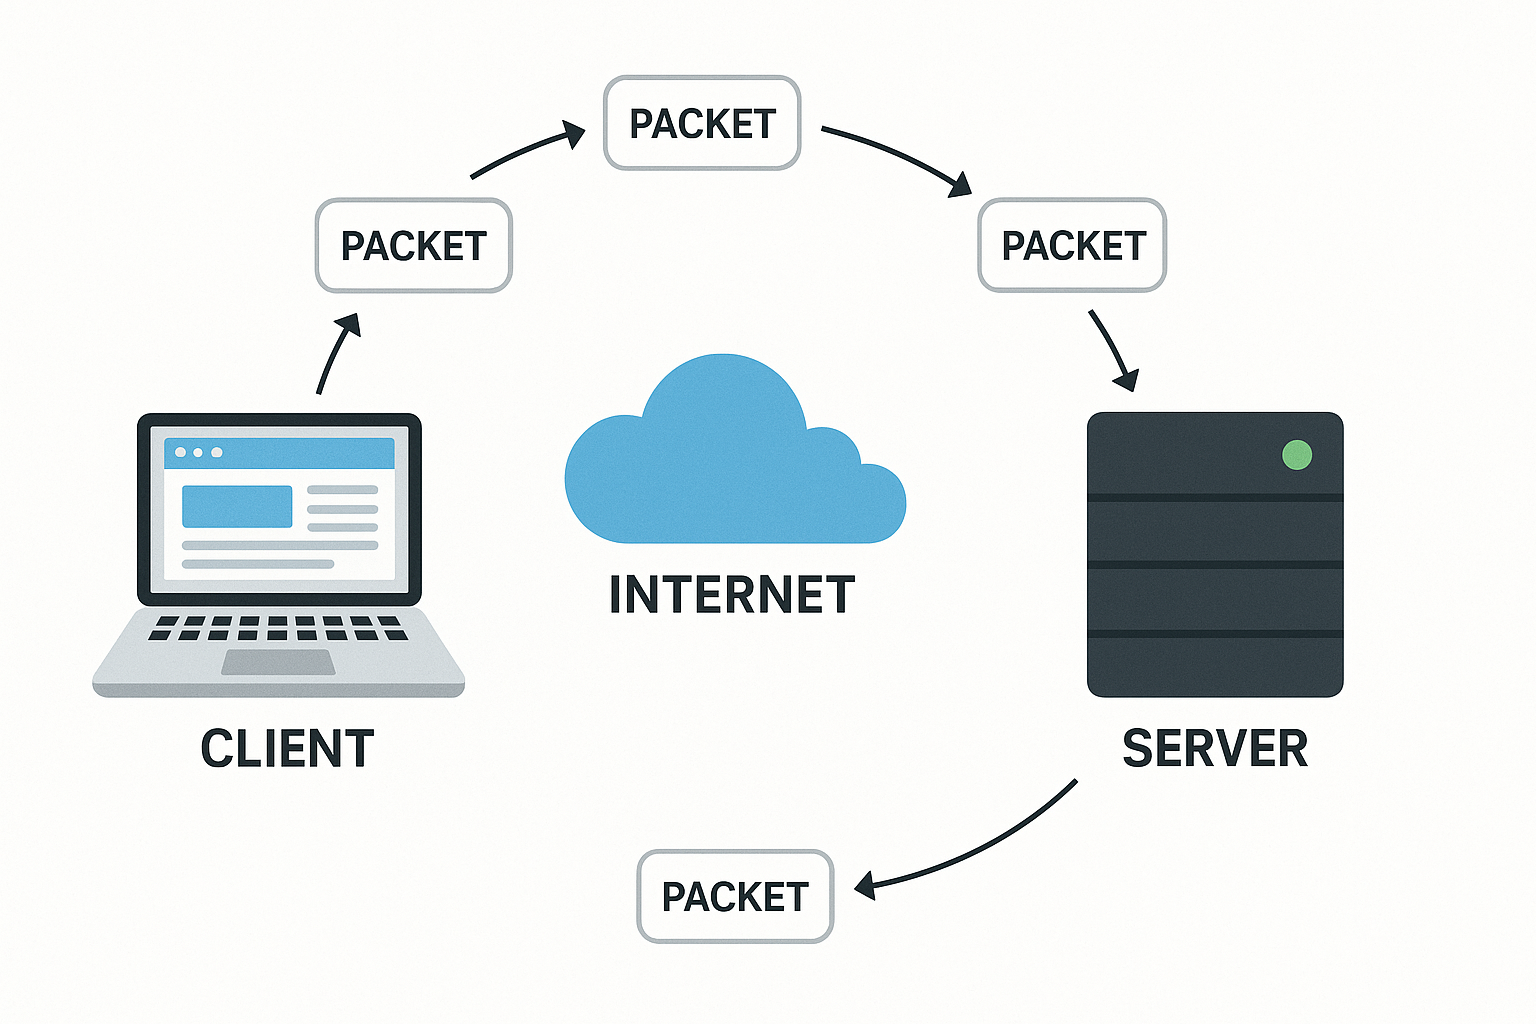 PACKET
PACKET
PACKET
INTERNET
CLIENT
SERVER
PACKET